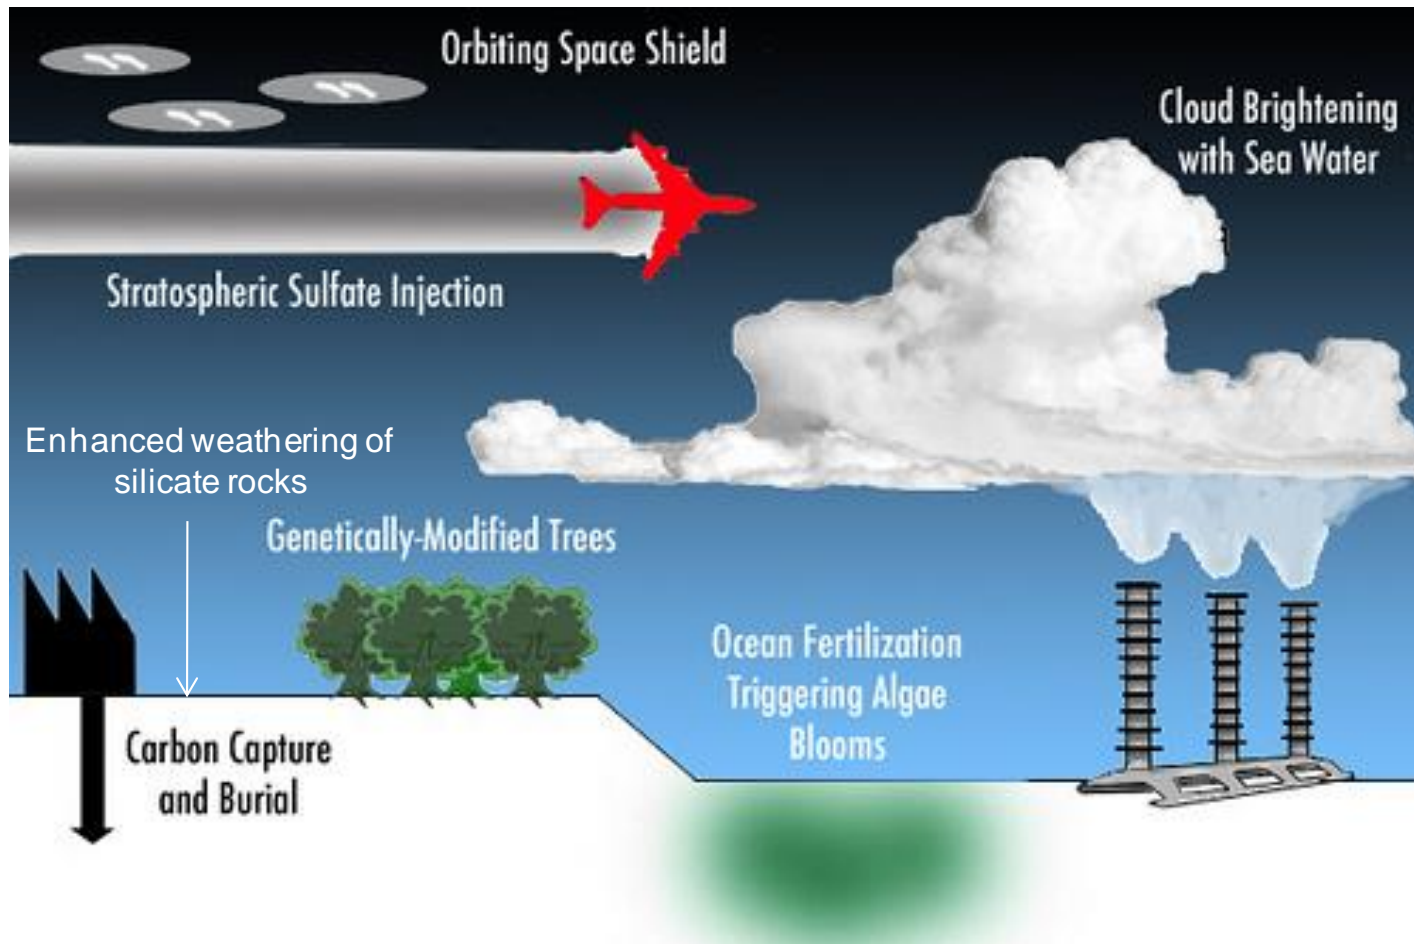 Orbiting Space Shield
Cloud Brightening
with Sea Water
Stratospheric Sulfate Injection
Enhanced weathering of
silicate rocks
Genetically-Modified Trees
Ocean Fertilization
Triggering Algae
Blooms
Carbon Capture
and Burial